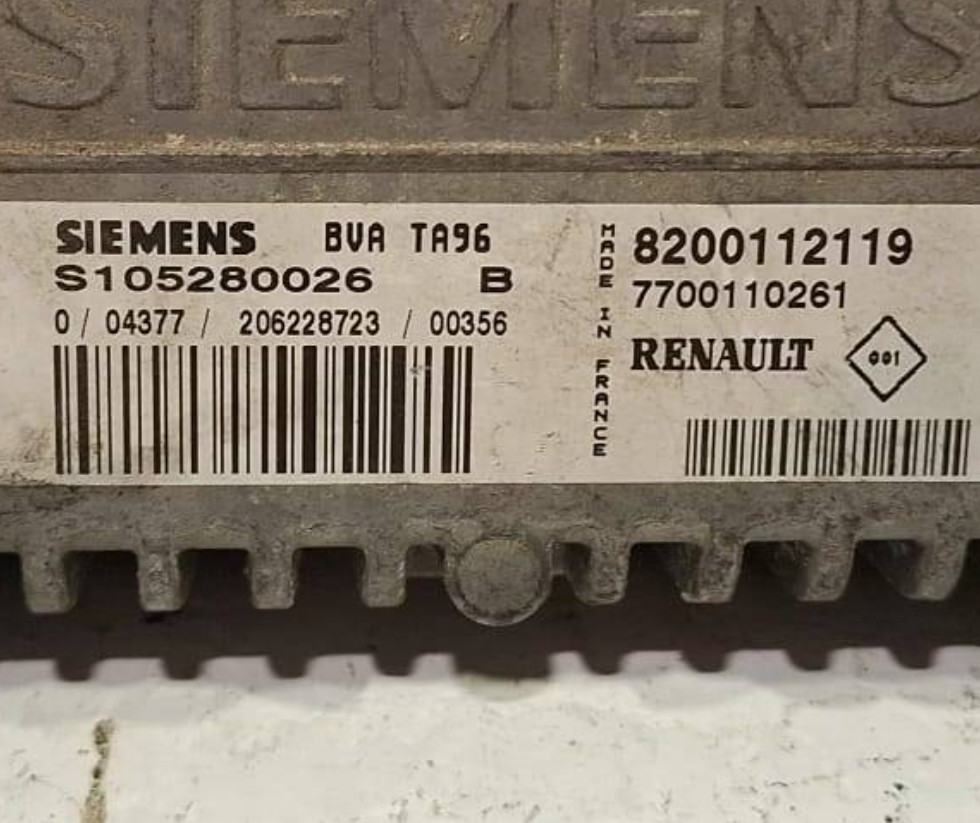 SIEMENS
SIEMENS BVA TA96
S105280026 B
0 / 04377 / 206228723 / 00356
MADE IN FRANCE
8200112119
7700110261
RENAULT 001